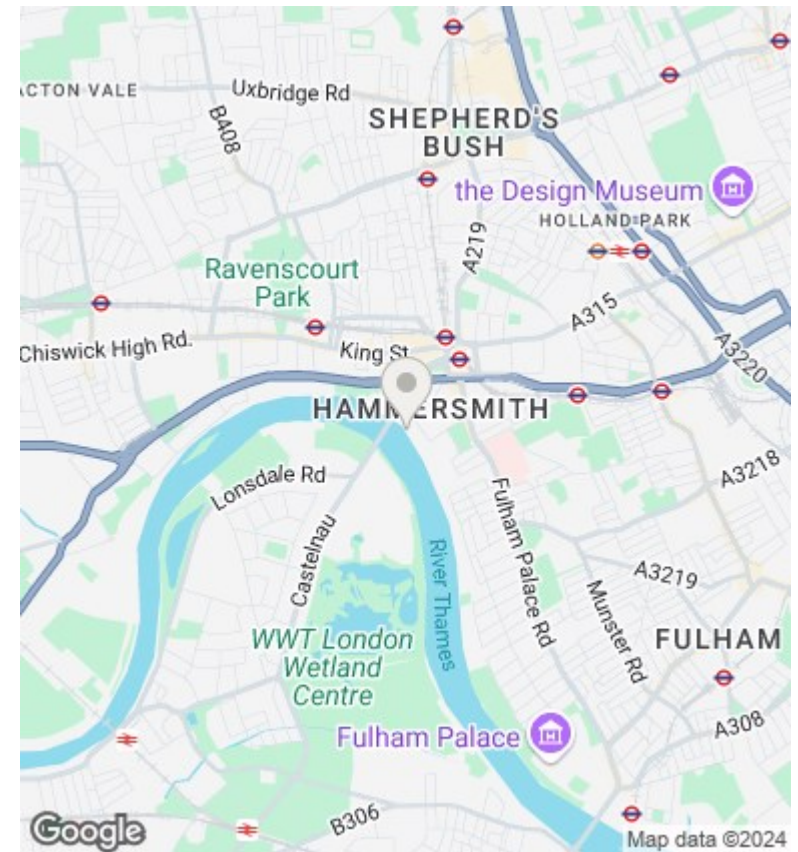 ACTON VALE
Uxbridge Rd
B408
SHEPHERD'S
BUSH
the Design Museum
HOLLAND PARK
A219
Ravenscourt
Park
A315
Chiswick High Rd.
King St
A3220
HAMMERSMITH
A3218
Lonsdale Rd
Castelnau
Fulham Palace Rd
River Thames
A3219
Munster Rd
WWT London
Wetland
Centre
FULHAM
A308
Fulham Palace
B306
Google
Map data ©2024